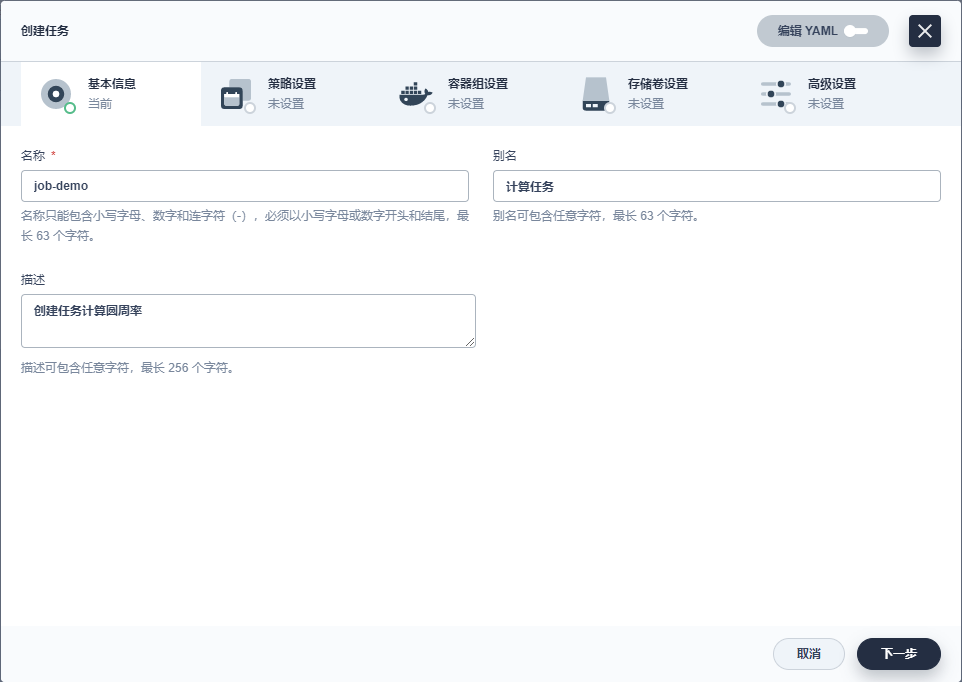 创建任务
编辑 YAML
基本信息
当前
策略设置
未设置
容器组设置
未设置
存储卷设置
未设置
高级设置
未设置
名称 *
job-demo
名称只能包含小写字母、数字和连字符（-），必须以小写字母或数字开头和结尾，最
长 63 个字符。
别名
计算任务
别名可包含任意字符，最长 63 个字符。
描述
创建任务计算圆周率
描述可包含任意字符，最长 256 个字符。
取消
下一步